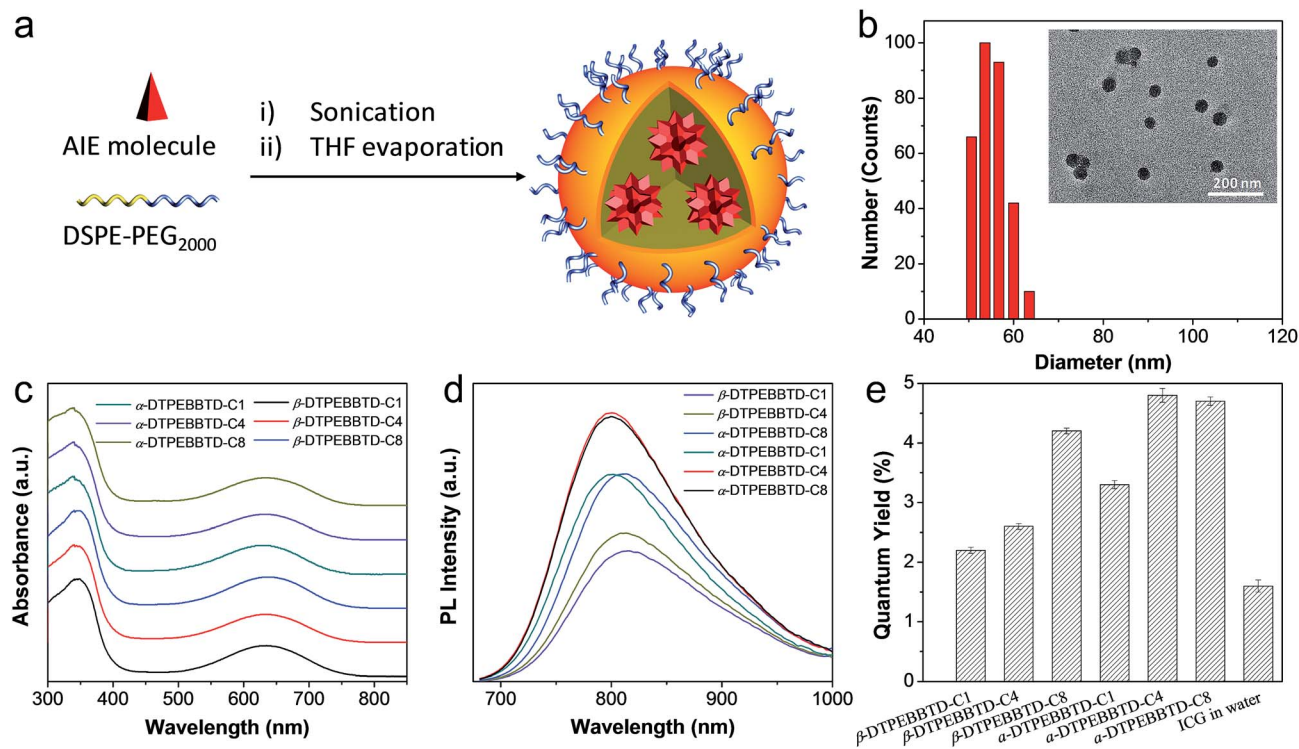 a
AIE molecule
DSPE-PEG2000
i) Sonication
ii) THF evaporation
b
Number (Counts)
100
80
60
40
20
0
40
60
80
100
120
Diameter (nm)
200 nm
c
Absorbance (a.u.)
α-DTPEBBTD-C1
α-DTPEBBTD-C4
α-DTPEBBTD-C8
β-DTPEBBTD-C1
β-DTPEBBTD-C4
β-DTPEBBTD-C8
300
400
500
600
700
800
Wavelength (nm)
d
PL Intensity (a.u.)
β-DTPEBBTD-C1
β-DTPEBBTD-C4
α-DTPEBBTD-C8
α-DTPEBBTD-C1
α-DTPEBBTD-C4
α-DTPEBBTD-C8
700
800
900
1000
Wavelength (nm)
e
Quantum Yield (%)
5
4
3
2
1
0
β-DTPEBBTD-C1
β-DTPEBBTD-C4
β-DTPEBBTD-C8
α-DTPEBBTD-C1
α-DTPEBBTD-C4
α-DTPEBBTD-C8
ICG in water